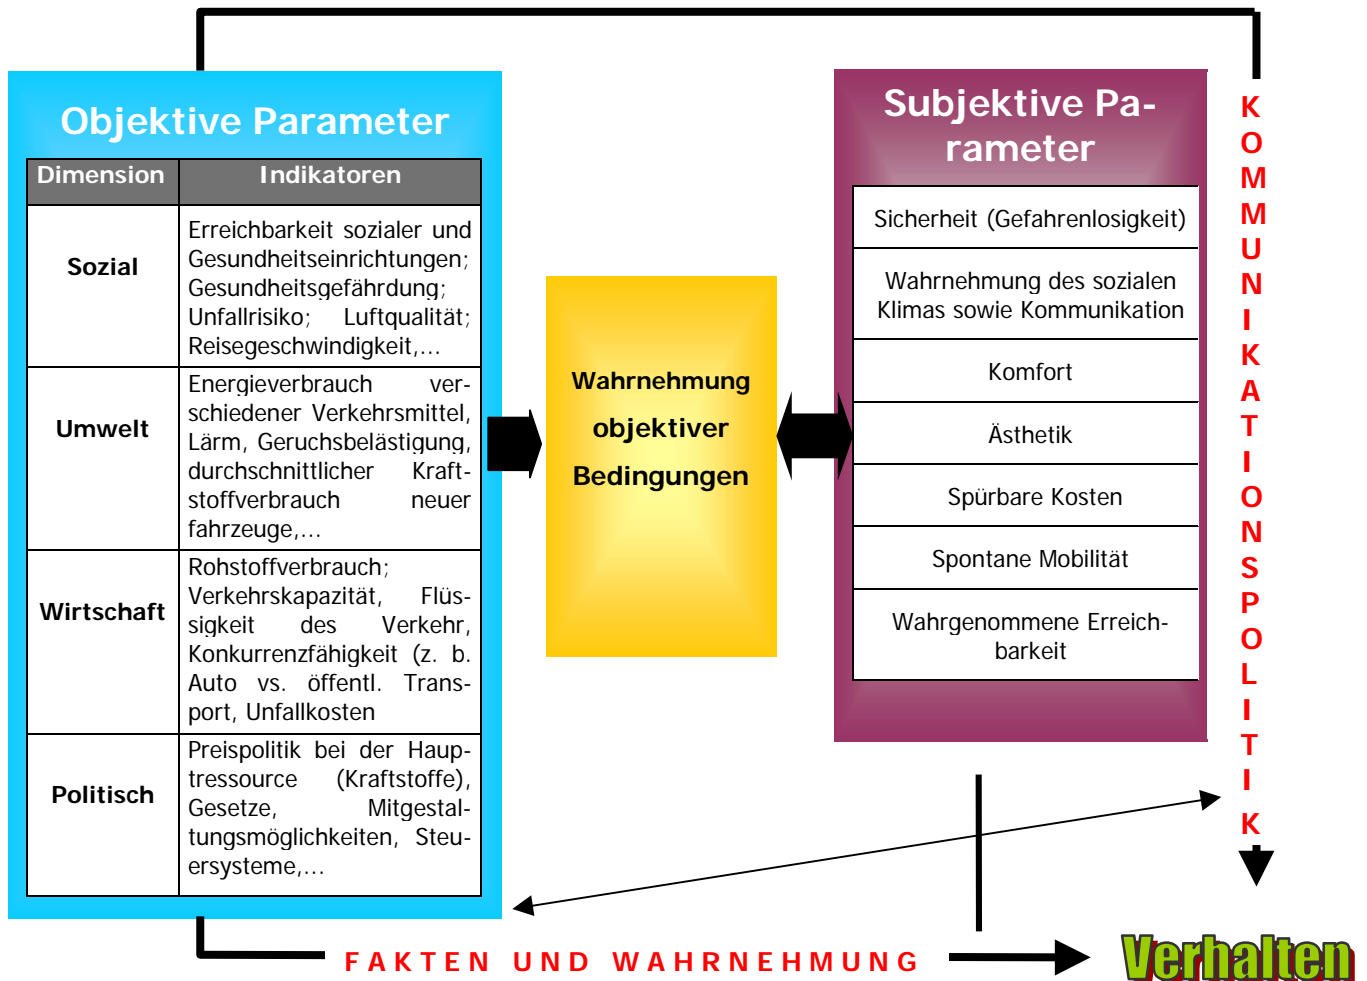 Objektive Parameter
Dimension
Indikatoren
Sozial
Erreichbarkeit sozialer und
Gesundheitseinrichtungen;
Gesundheitsgefährdung;
Unfallrisiko; Luftqualität;
Reisegeschwindigkeit,...
Umwelt
Energieverbrauch ver-
schiedener Verkehrsmittel,
Lärm, Geruchsbelästigung,
durchschnittlicher Kraft-
stoffverbrauch neuer
fahrzeuge,...
Wirtschaft
Rohstoffverbrauch;
Verkehrskapazität, Flüs-
sigkeit des Verkehr,
Konkurrenzfähigkeit (z. b.
Auto vs. öffentl. Trans-
port, Unfallkosten
Politisch
Preispolitik bei der Haup-
tressource (Kraftstoffe),
Gesetze, Mitgestal-
tungsmöglichkeiten, Steu-
ersysteme,...
Wahrnehmung
objektiver
Bedingungen
Subjektive Pa-
rameter
Sicherheit (Gefahrenlosigkeit)
Wahrnehmung des sozialen
Klimas sowie Kommunikation
Komfort
Ästhetik
Spürbare Kosten
Spontane Mobilität
Wahrgenommene Erreich-
barkeit
KOMMUNIKATIONSPOLITIK
FAKTEN UND WAHRNEHMUNG
Verhalten